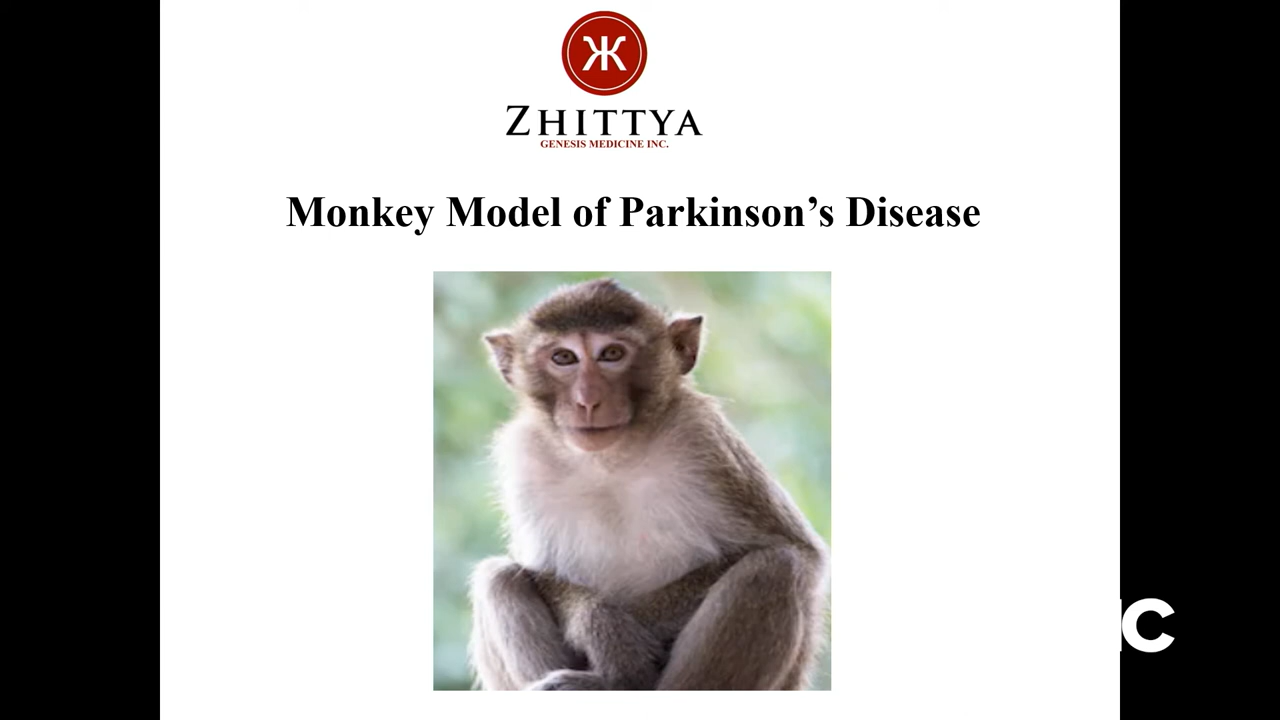 ZHITTYA
GENESIS MEDICINE INC.
Monkey Model of Parkinson’s Disease
C